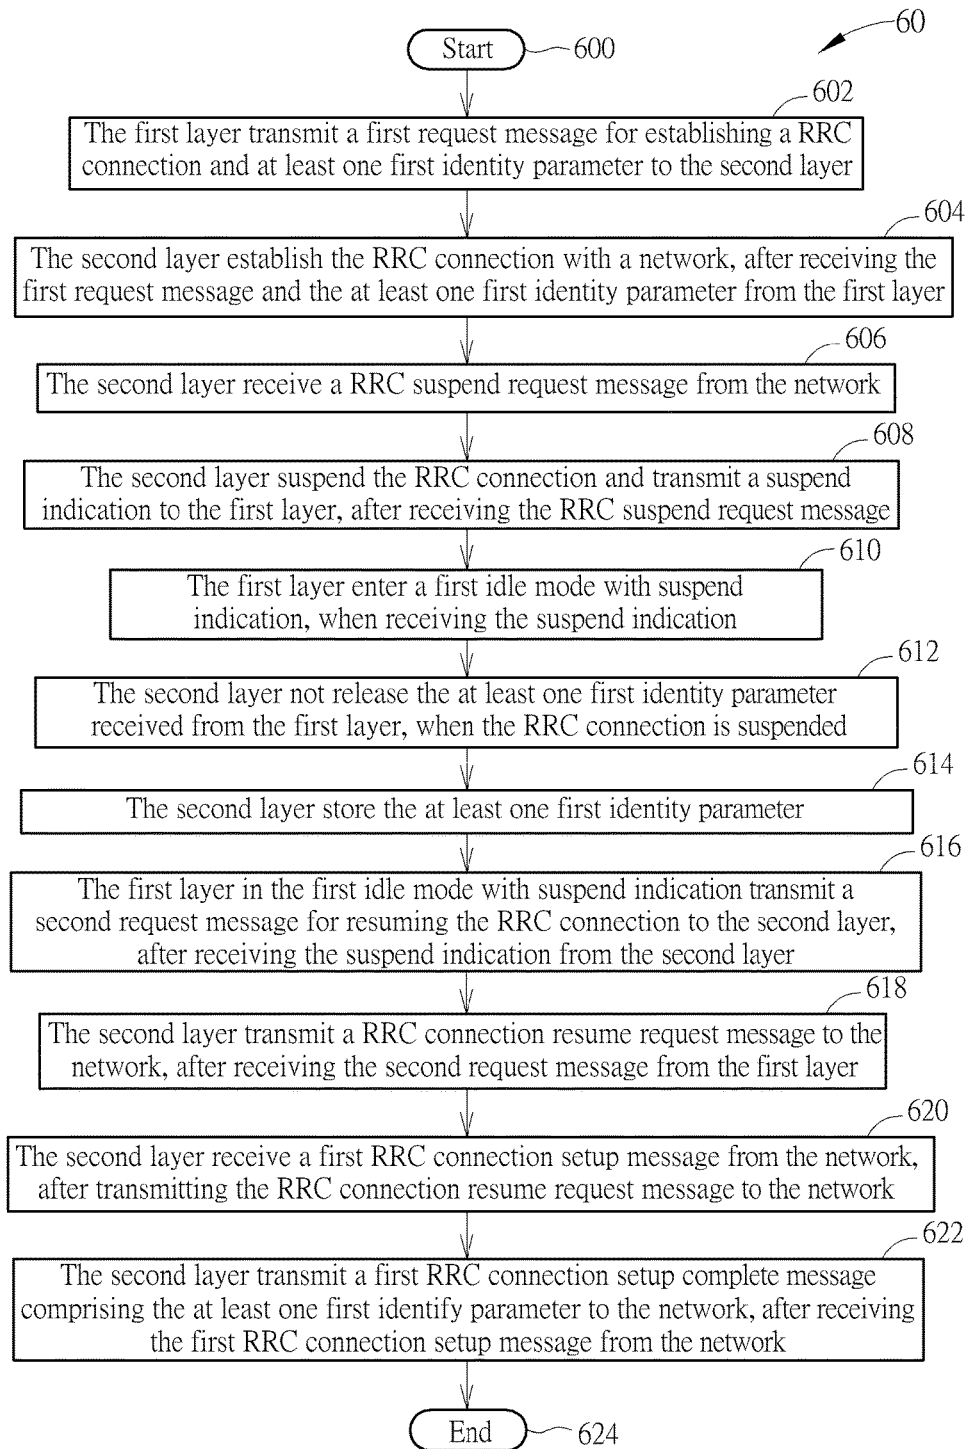 60
Start
600
602
The first layer transmit a first request message for establishing a RRC
connection and at least one first identity parameter to the second layer
604
The second layer establish the RRC connection with a network, after receiving the
first request message and the at least one first identity parameter from the first layer
606
The second layer receive a RRC suspend request message from the network
608
The second layer suspend the RRC connection and transmit a suspend
indication to the first layer, after receiving the RRC suspend request message
610
The first layer enter a first idle mode with suspend
indication, when receiving the suspend indication
612
The second layer not release the at least one first identity parameter
received from the first layer, when the RRC connection is suspended
614
The second layer store the at least one first identity parameter
616
The first layer in the first idle mode with suspend indication transmit a
second request message for resuming the RRC connection to the second layer,
after receiving the suspend indication from the second layer
618
The second layer transmit a RRC connection resume request message to the
network, after receiving the second request message from the first layer
620
The second layer receive a first RRC connection setup message from the network,
after transmitting the RRC connection resume request message to the network
622
The second layer transmit a first RRC connection setup complete message
comprising the at least one first identify parameter to the network, after receiving
the first RRC connection setup message from the network
End
624